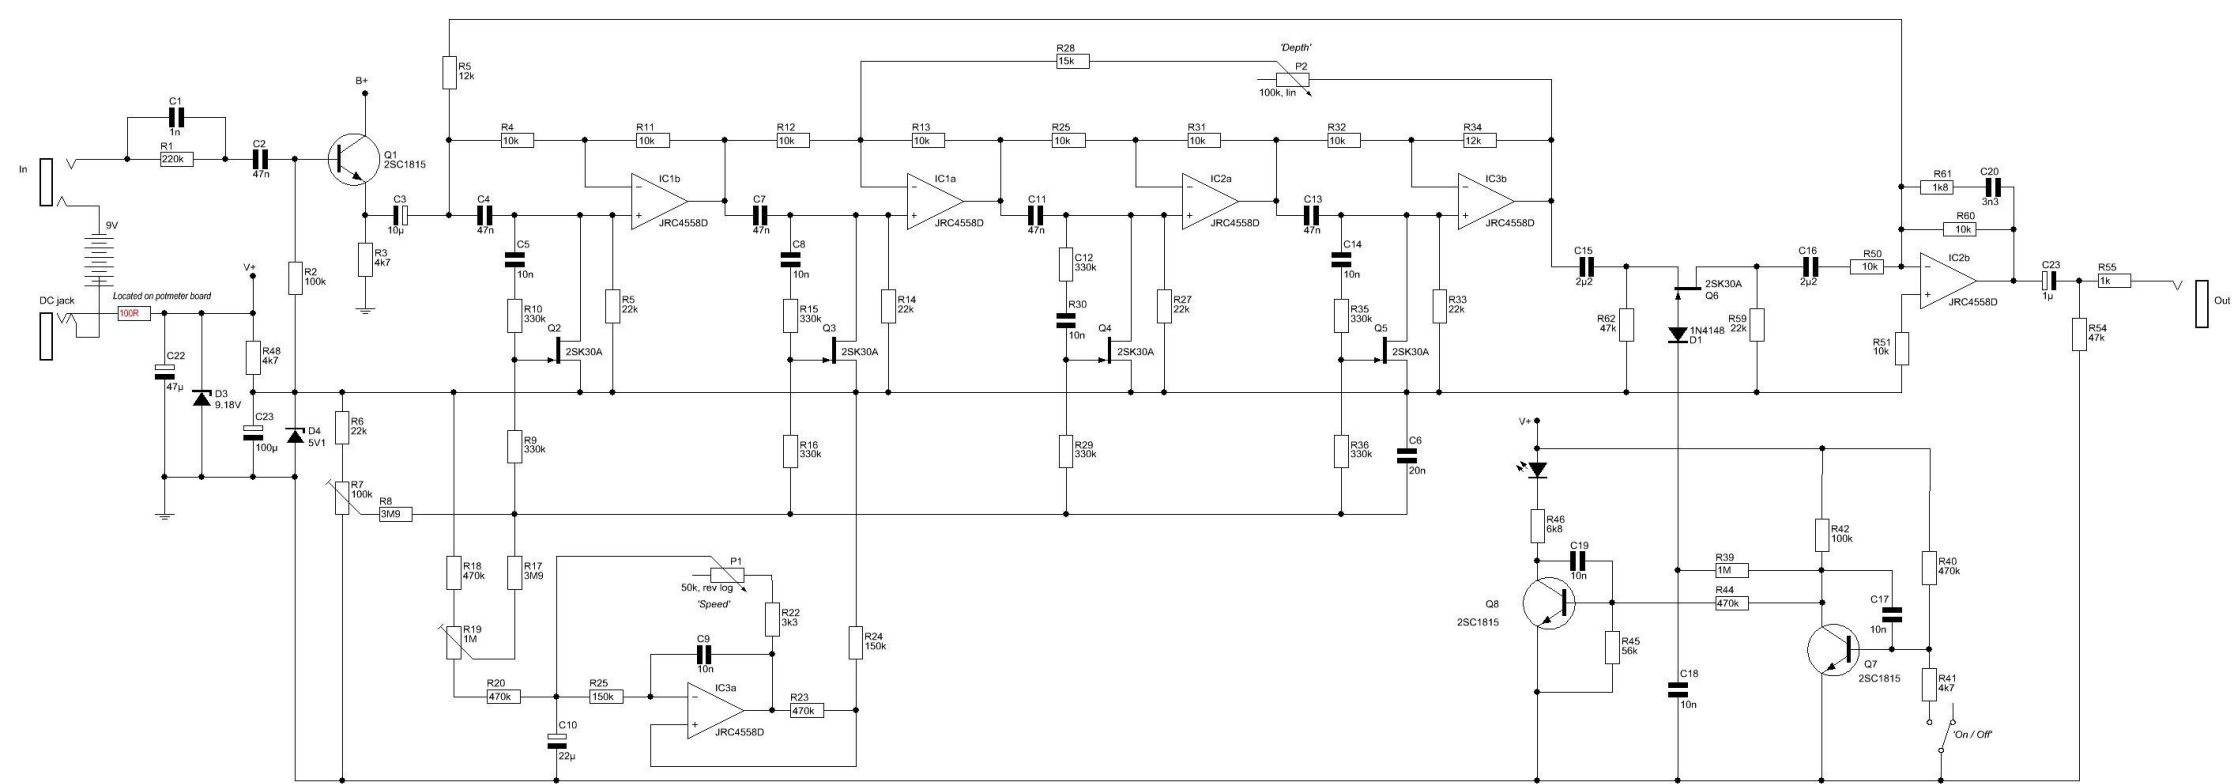 'Depth'
R28
15k
P2
100k, lin
R5
12k
B+
C1
1n
R1
220k
C2
47n
Q1
2SC1815
In
C3
10µ
R3
4k7
R4
10k
R11
10k
R12
10k
R13
10k
R25
10k
R31
10k
R32
10k
R34
12k
IC1b
JRC4558D
IC1a
JRC4558D
IC2a
JRC4558D
IC3b
JRC4558D
C4
47n
C7
47n
C11
47n
C13
47n
C5
10n
C8
10n
C12
330k
C14
10n
R10
330k
R15
330k
R30
10n
R35
330k
Q2
2SK30A
Q3
2SK30A
Q4
2SK30A
Q5
2SK30A
R5
22k
R14
22k
R27
22k
R33
22k
R61
1k8
C20
3n3
R60
10k
C15
2µ2
2SK30A
Q6
C16
2µ2
R50
10k
IC2b
JRC4558D
C23
1µ
R55
1k
Out
R62
47k
1N4148
D1
R59
22k
R51
10k
R54
47k
9V
V+
R2
100k
DC jack
Located on potmeter board
100R
R48
4k7
C22
47µ
D3
9.18V
C23
100µ
D4
5V1
R6
22k
R7
100k
R8
3M9
R9
330k
R16
330k
R29
330k
R36
330k
C6
20n
R18
470k
R17
3M9
P1
50k, rev log
'Speed'
R22
3k3
R19
1M
C9
10n
R24
150k
R20
470k
R25
150k
IC3a
JRC4558D
R23
470k
C10
22µ
V+
R46
6k8
C19
10n
R42
100k
R39
1M
R40
470k
R44
470k
C17
10n
Q8
2SC1815
R45
56k
Q7
2SC1815
C18
10n
R41
4k7
'On / Off'